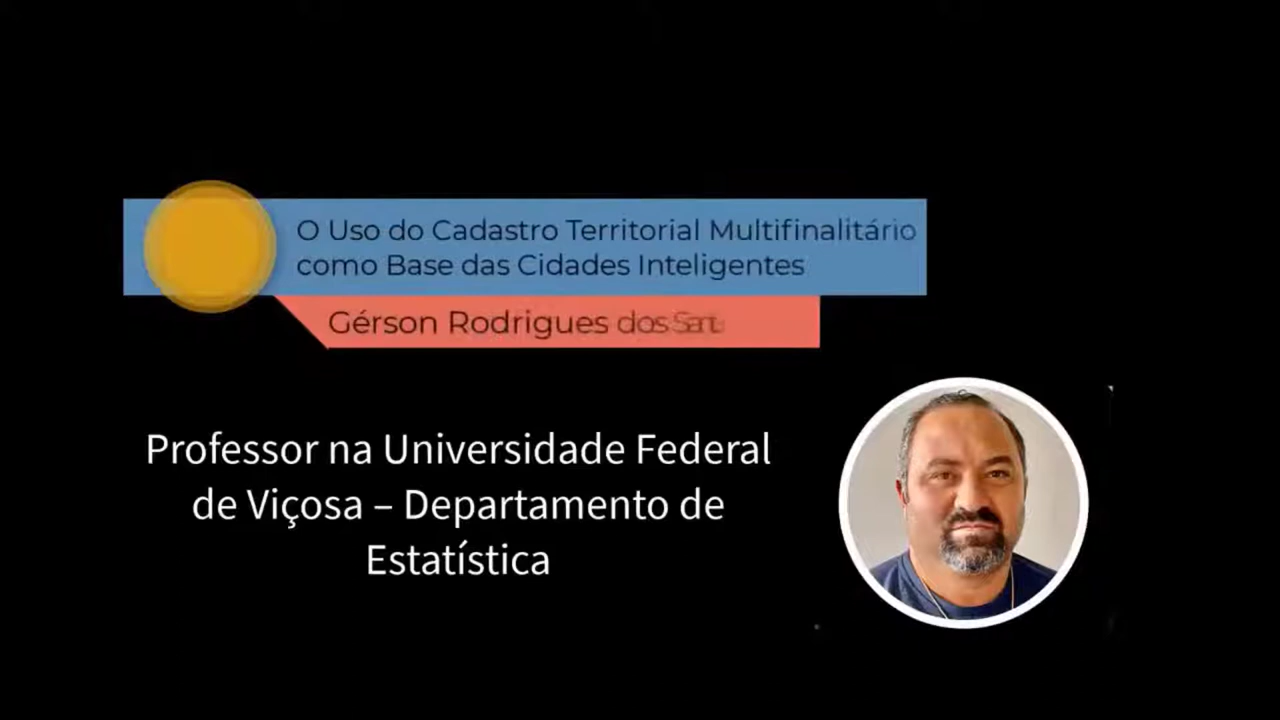 O Uso do Cadastro Territorial Multifinalitário
como Base das Cidades Inteligentes
Gérson Rodrigues dos
Professor na Universidade Federal
de Viçosa – Departamento de
Estatística